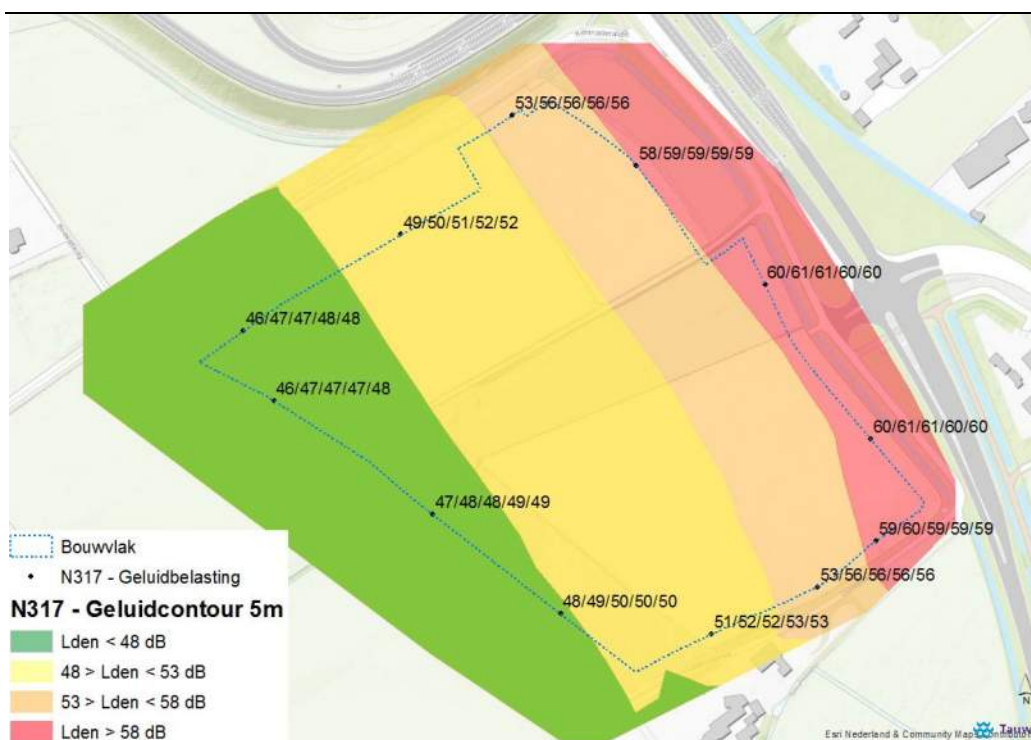 53/56/56/56/56
58/59/59/59/59
49/50/51/52/52
60/61/61/60/60
46/47/47/48/48
46/47/47/47/48
60/61/61/60/60
47/48/48/49/49
59/60/59/59/59
53/56/56/56/56
48/49/50/50/50
51/52/52/53/53
Bouwvlak
N317 - Geluidbelasting
N317 - Geluidcontour 5m
Lden < 48 dB
48 > Lden < 53 dB
53 > Lden < 58 dB
Lden > 58 dB
N
Esri Nederland & Community Maps
Tauw